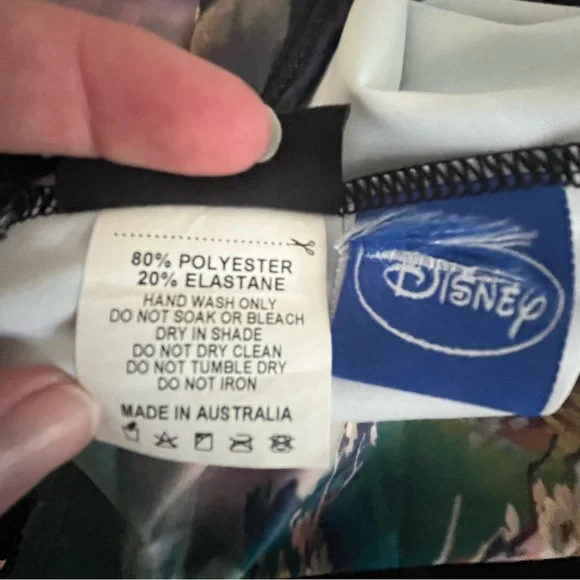 80% POLYESTER
20% ELASTANE
HAND WASH ONLY
DO NOT SOAK OR BLEACH
DRY IN SHADE
DO NOT DRY CLEAN
DO NOT TUMBLE DRY
DO NOT IRON
MADE IN AUSTRALIA
DISNEY